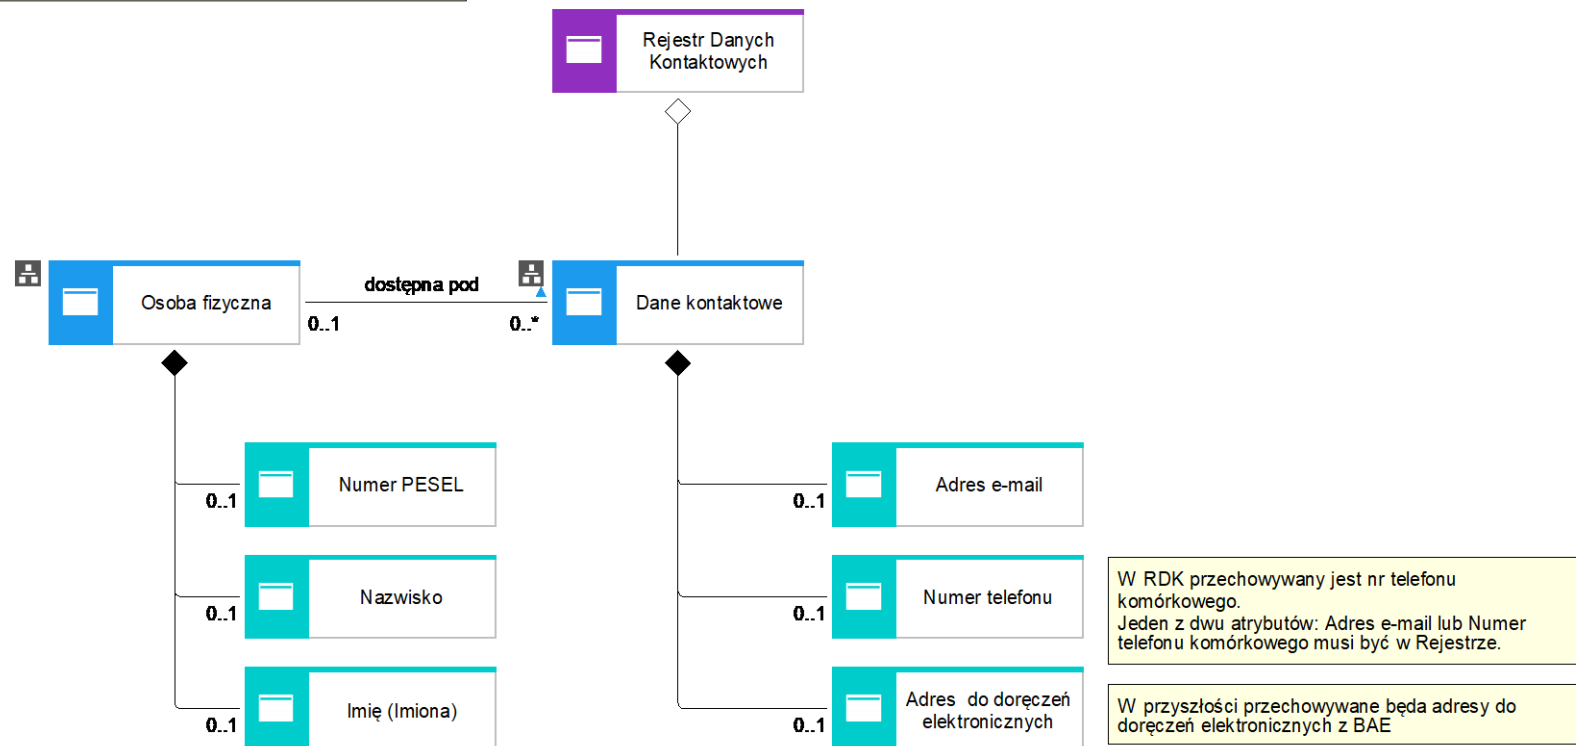 Rejestr Danych
Kontaktowych
Osoba fizyczna
dostępna pod
0..1
0..*
Dane kontaktowe
0..1
Numer PESEL
0..1
Adres e-mail
0..1
Nazwisko
0..1
Numer telefonu
W RDK przechowywany jest nr telefonu
komórkowego.
Jeden z dwu atrybutów: Adres e-mail lub Numer
telefonu komórkowego musi być w Rejestrze.
0..1
Imię (Imiona)
0..1
Adres do doręczeń
elektronicznych
W przyszłości przechowywane będa adresy do
doręczeń elektronicznych z BAE